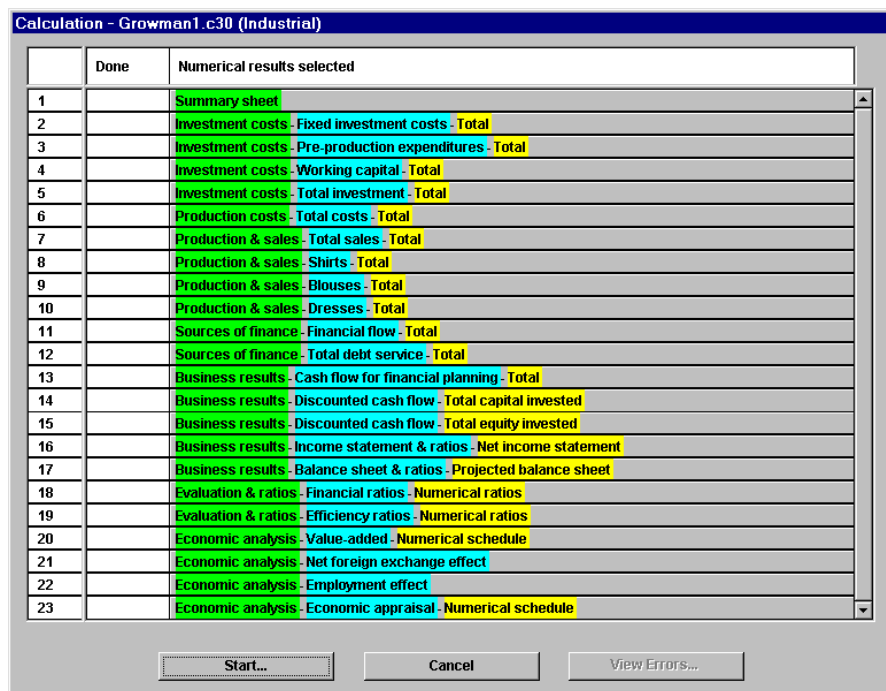 Calculation - Growman1.c30 (Industrial)
Done Numerical results selected
1 Summary sheet
2 Investment costs - Fixed investment costs - Total
3 Investment costs - Pre-production expenditures - Total
4 Investment costs - Working capital - Total
5 Investment costs - Total investment - Total
6 Production costs - Total costs - Total
7 Production & sales - Total sales - Total
8 Production & sales - Shirts - Total
9 Production & sales - Blouses - Total
10 Production & sales - Dresses - Total
11 Sources of finance - Financial flow - Total
12 Sources of finance - Total debt service - Total
13 Business results - Cash flow for financial planning - Total
14 Business results - Discounted cash flow - Total capital invested
15 Business results - Discounted cash flow - Total equity invested
16 Business results - Income statement & ratios - Net income statement
17 Business results - Balance sheet & ratios - Projected balance sheet
18 Evaluation & ratios - Financial ratios - Numerical ratios
19 Evaluation & ratios - Efficiency ratios - Numerical ratios
20 Economic analysis - Value-added - Numerical schedule
21 Economic analysis - Net foreign exchange effect
22 Economic analysis - Employment effect
23 Economic analysis - Economic appraisal - Numerical schedule
Start... Cancel View Errors...